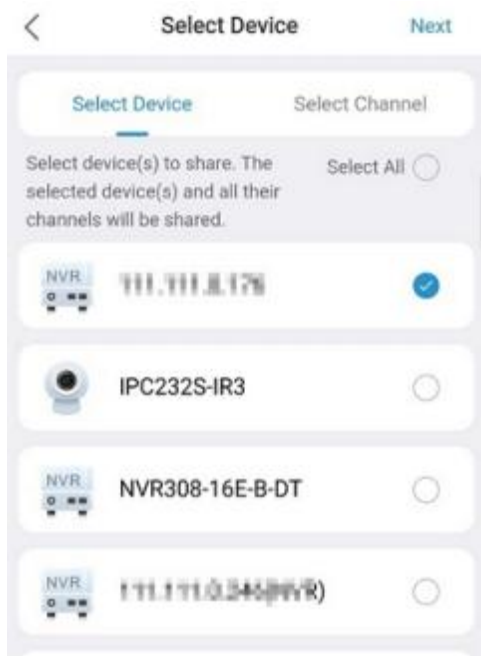 Select Device
Next
Select Device
Select Channel
Select device(s) to share. The
selected device(s) and all their
channels will be shared.
Select All
NVR
IPC232S-IR3
NVR
NVR308-16E-B-DT
NVR